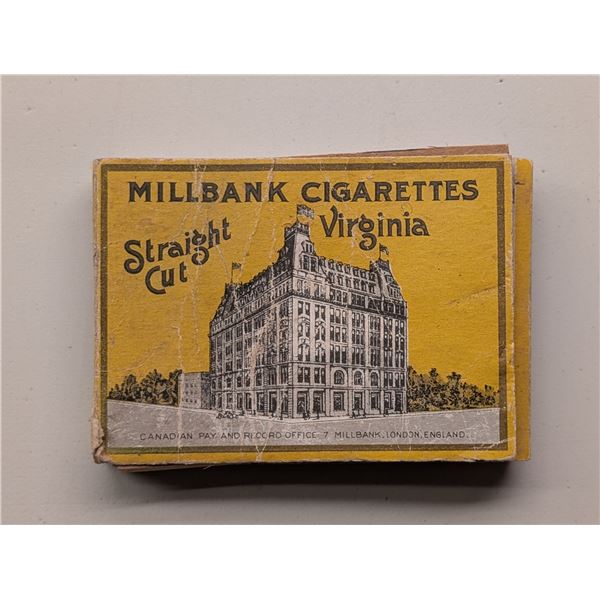 MILLBANK CIGARETTES
Straight Cut
Virginia
CANADIAN PAY AND RECORD OFFICE 7 MILLBANK, LONDON, ENGLAND.